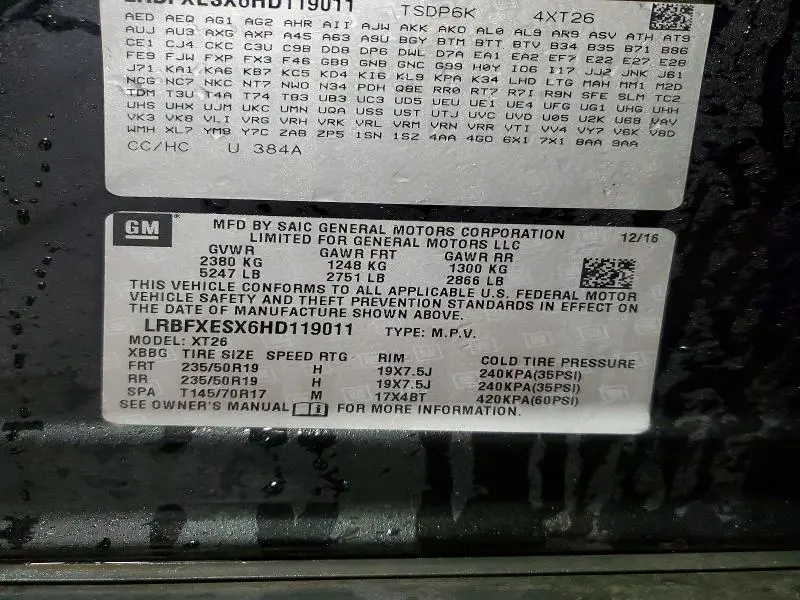 LRBFXESX6HD119011 TSDP6K 4XT26
AED AEQ AG1 AG2 AHR AII AJW AKK AKO AL0 AL9 AR9 ASV ATH AT9
AUJ AU3 AXG AXP A45 A63 A9U BGY BTM BTT BTV B34 B35 B71 B86
CE1 CJ4 CKC C3U C9B DD8 DP6 DWL D7A EA1 EA2 EF7 E22 E27 E28
FE9 FJW FXP FX3 F46 GB8 GNB GNC G99 H0Y IO6 I17 JJ2 JNK J61
J71 KA1 KA6 KB7 KC5 KD4 KI6 KL9 KPA K34 LHD LTG MAH MM1 M2D
NCG NC7 NKC NT7 NWO N34 PDH Q8E RR0 RT7 R7I R9N SFE SLM TC2
TDM T3U T4A T74 T83 UB3 UC3 UD5 UEU UE1 UE4 UFG UG1 UHG UHH
UHS UHX UJM UKC UMN UQA USS UST UTJ UVC UVD U05 U2K U68 VAV
VK3 VK8 VLI VRG VRH VRK VRL VRM VRN VRR VTI VV4 VY7 V6K V8D
WMH XL7 YM8 Y7C ZAB ZP5 1SN 1SZ 4AA 4G0 6X1 7X1 8AA 9AA
CC/HC U 384A
GM
MFD BY SAIC GENERAL MOTORS CORPORATION
LIMITED FOR GENERAL MOTORS LLC 12/16
GVWR GAWR FRT GAWR RR
2380 KG 1248 KG 1300 KG
5247 LB 2751 LB 2866 LB
THIS VEHICLE CONFORMS TO ALL APPLICABLE U.S. FEDERAL MOTOR
VEHICLE SAFETY AND THEFT PREVENTION STANDARDS IN EFFECT ON
THE DATE OF MANUFACTURE SHOWN ABOVE.
LRBFXESX6HD119011 TYPE: M.P.V.
MODEL: XT26
XBBG TIRE SIZE SPEED RTG RIM COLD TIRE PRESSURE
FRT 235/50R19 H 19X7.5J 240KPA(35PSI)
RR 235/50R19 H 19X7.5J 240KPA(35PSI)
SPA T145/70R17 M 17X4BT 420KPA(60PSI)
SEE OWNER'S MANUAL FOR MORE INFORMATION.